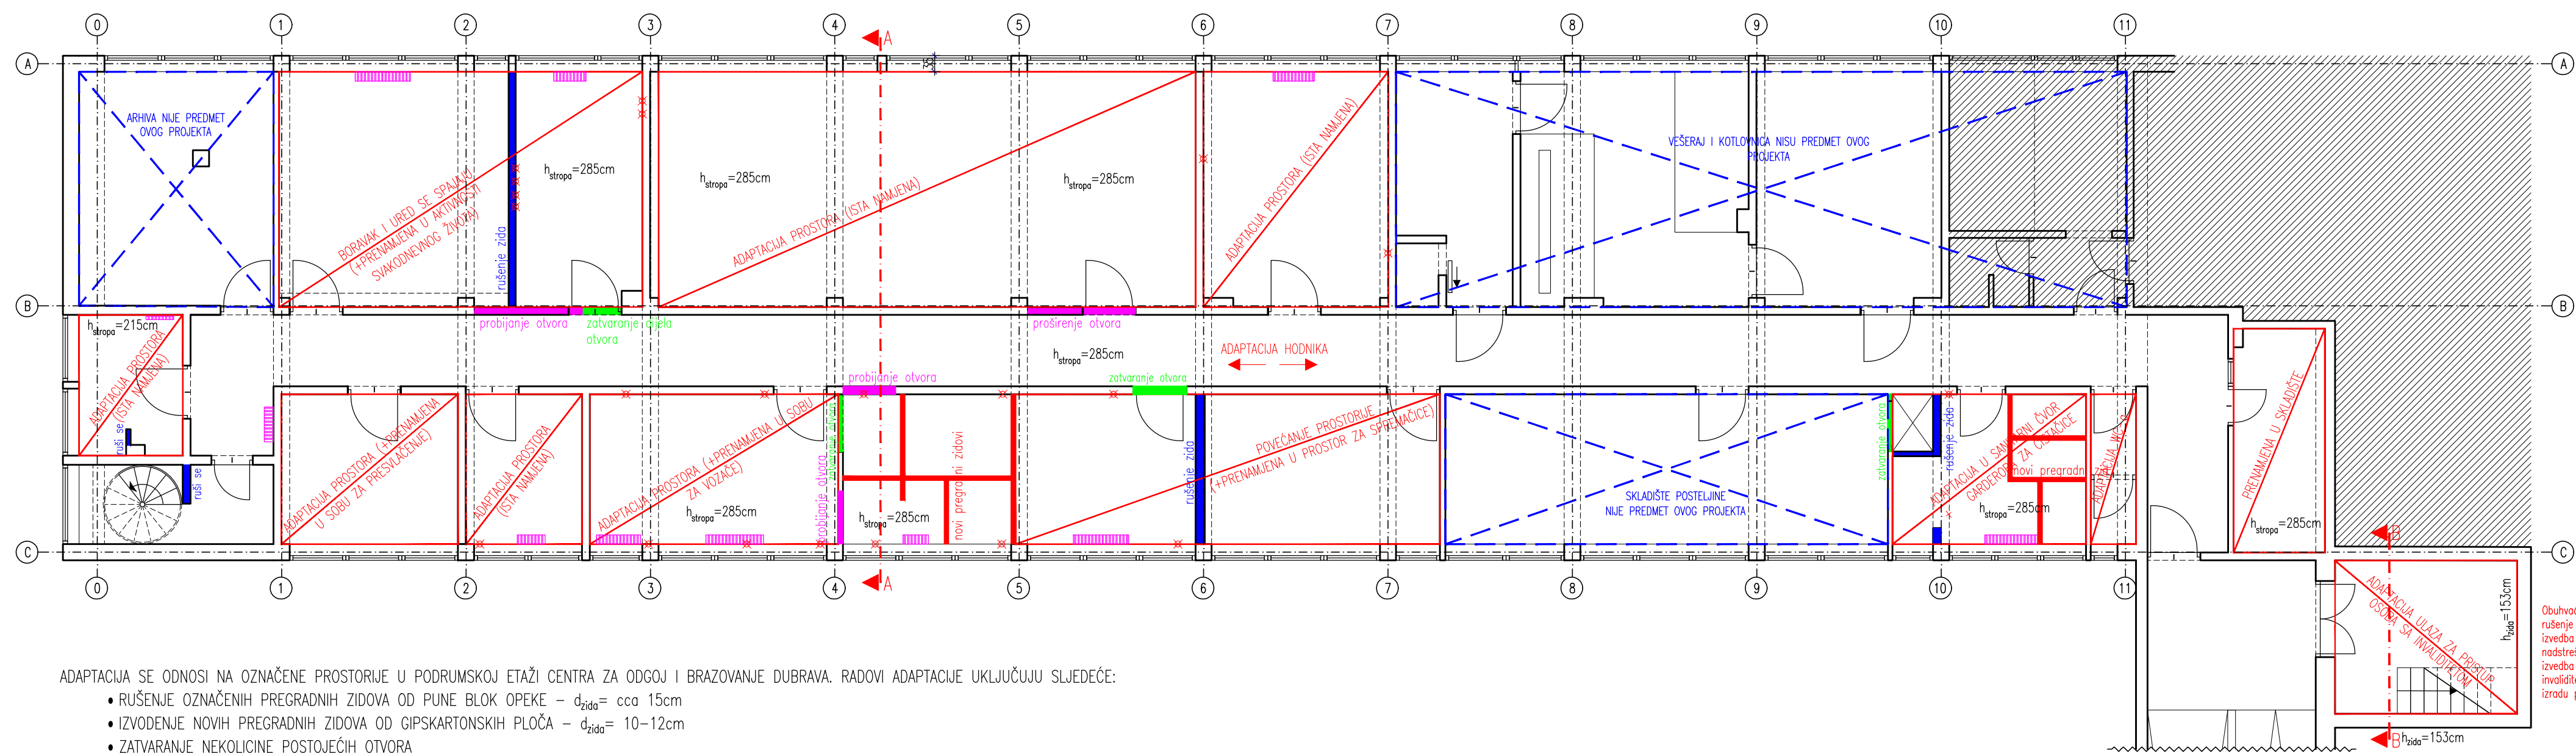 0 1 2 3 4 5 6 7 8 9 10 11
A
A
A
38
ARHIVA NIJE PREDMET
OVOG PROJEKTA
BORAVAK I URED SE SPAJAJU,
(+PRENAMJENA U AKTIVNOSTI
SVAKODNEVNOG ŽIVOTA)
rušenje zida
hstropa=285cm
hstropa=285cm
ADAPTACIJA PROSTORA (ISTA NAMJENA)
hstropa=285cm
ADAPTACIJA PROSTORA (ISTA NAMJENA)
VEŠERAJ I KOTLOVNICA NISU PREDMET OVOG
PROJEKTA
B
B
hstropa=215cm
ADAPTACIJA PROSTORA
(ISTA NAMJENA)
ruši se
ruši se
probijanje otvora
zatvaranje dijela
otvora
proširenje otvora
hstropa=285cm
ADAPTACIJA HODNIKA
probijanje otvora
zatvaranje otvora
ADAPTACIJA PROSTORA (+PRENAMJENA
U SOBU ZA PRESVLAČENJE)
ADAPTACIJA PROSTORA
(ISTA NAMJENA)
ADAPTACIJA PROSTORA (+PRENAMJENA U SOBU
ZA VOZAČE)
hstropa=285cm
zatvaranje otvora
probijanje otvora
hstropa=285cm
novi pregradni zidovi
POVEĆANJE PROSTORIJE
(+PRENAMJENA U PROSTOR ZA SPREMAČICE)
rušenje zida
SKLADIŠTE POSTELJINE
NIJE PREDMET OVOG PROJEKTA
zatvaranje otvora
rušenje zida
ADAPTACIJA U SANITARNI ČVOR
GARDEROBU ZA ČISTAČICE
novi pregradni
hstropa=285cm
ADAPTACIJA
PRENAMJENA U SKLADIŠTE
hstropa=285cm
C
C
0 1 2 3 4 5 6 7 8 9 10 11
A
B
ADAPTACIJA ULAZA ZA PRISTUP
OSOBA SA INVALIDITETOM
hzida=153cm
hzida=153cm
B
rušenje
izvedba
izvedba
izradu
ADAPTACIJA SE ODNOSI NA OZNAČENE PROSTORIJE U PODRUMSKOJ ETAŽI CENTRA ZA ODGOJ I BRAZOVANJE DUBRAVA. RADOVI ADAPTACIJE UKLJUČUJU SLJEDEĆE:
• RUŠENJE OZNAČENIH PREGRADNIH ZIDOVA OD PUNE BLOK OPEKE – dzida= cca 15cm
• IZVODENJE NOVIH PREGRADNIH ZIDOVA OD GIPSKARTONSKIH PLOČA – dzida= 10–12cm
• ZATVARANJE NEKOLICINE POSTOJEĆIH OTVORA